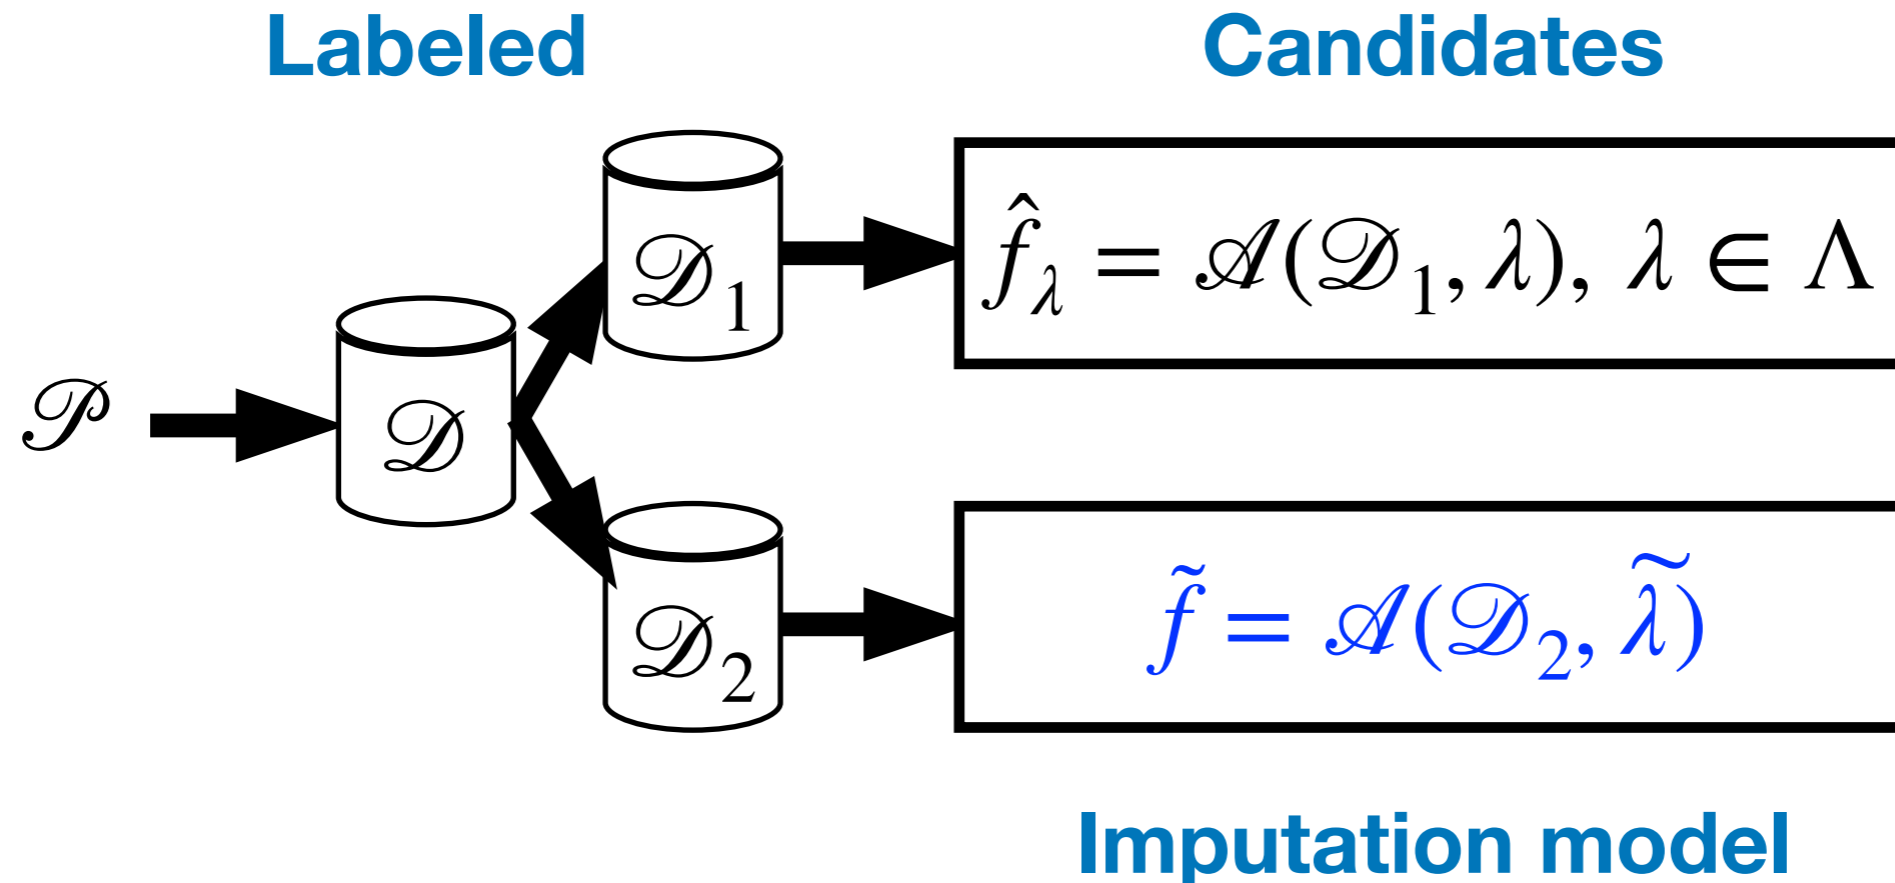 Labeled
Candidates
𝒟₁
f̂_λ = 𝒜(𝒟₁, λ), λ ∈ Λ
𝒫
𝒟
𝒟₂
f̃ = 𝒜(𝒟₂, λ̃)
Imputation model